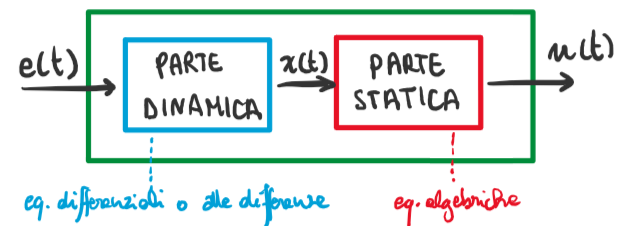 e(t)
PARTE
DINAMICA
x(t)
PARTE
STATICA
u(t)
eq. differenziali o alle differenze
eq. algebriche